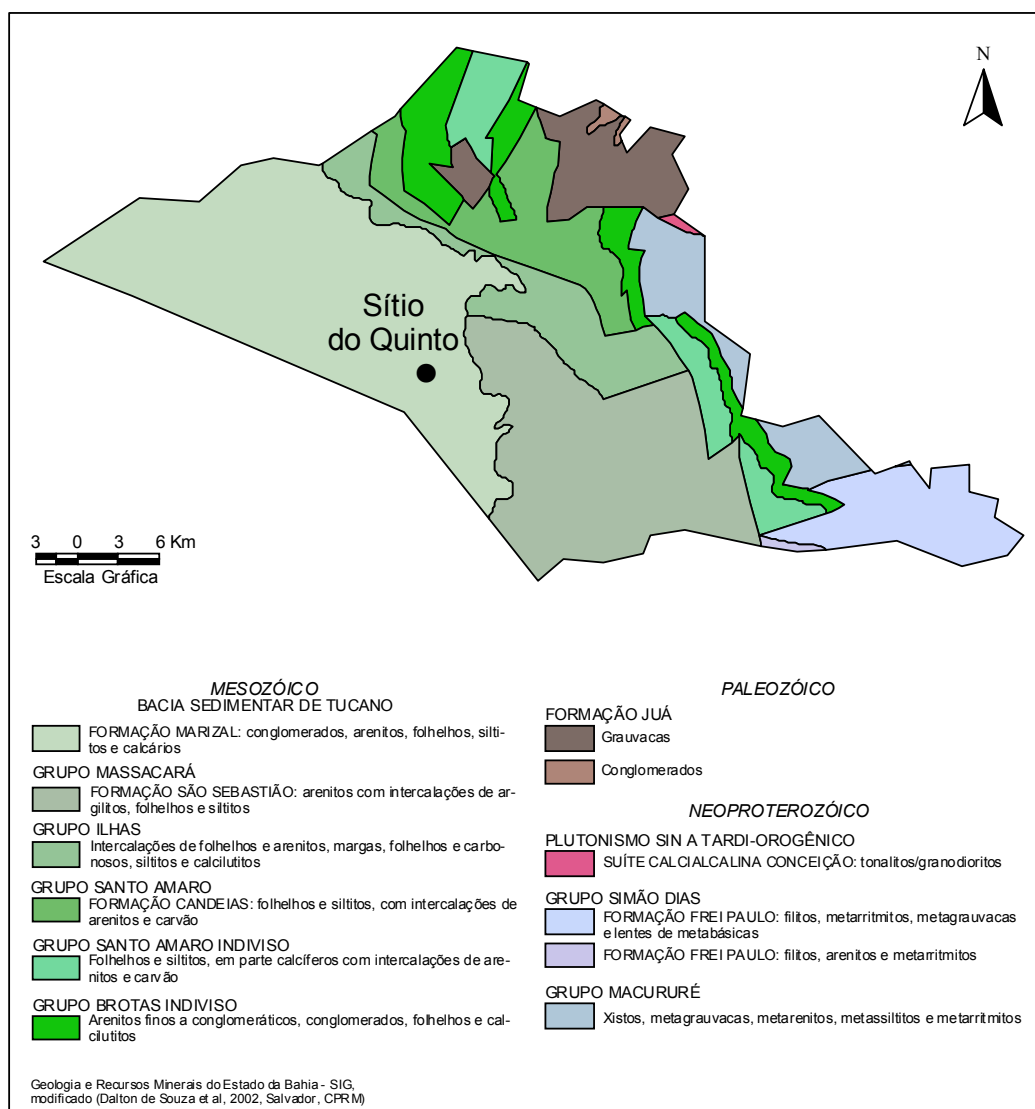 N
Sítio
do Quinto
3 0 3 6 Km
Escala Gráfica
MESOZÓICO
BACIA SEDIMENTAR DE TUCANO
FORMAÇÃO MARIZAL: conglomerados, arenitos, folhelhos, silti-
tos e calcários
GRUPO MASSACARÁ
FORMAÇÃO SÃO SEBASTIÃO: arenitos com intercalações de ar-
gilitos, folhelhos e siltitos
GRUPO ILHAS
Intercalações de folhelhos e arenitos, margas, folhelhos e carbo-
nosos, siltitos e calcilutitos
GRUPO SANTO AMARO
FORMAÇÃO CANDEIAS: folhelhos e siltitos, com intercalações de
arenitos e carvão
GRUPO SANTO AMARO INDIVISO
Folhelhos e siltitos, em parte calcíferos com intercalações de are-
nitos e carvão
GRUPO BROTAS INDIVISO
Arenitos finos a conglomeráticos, conglomerados, folhelhos e cal-
cilutitos
PALEOZÓICO
FORMAÇÃO JUÁ
Grauvacas
Conglomerados
NEOPROTEROZÓICO
PLUTONISMO SIN A TARDI-OROGÊNICO
SUÍTE CALCIALCALINA CONCEIÇÃO: tonalitos/granodioritos
GRUPO SIMÃO DIAS
FORMAÇÃO FREI PAULO: filitos, metarritmitos, metagrauvacas
e lentes de metabásicas
FORMAÇÃO FREI PAULO: filitos, arenitos e metarritmitos
GRUPO MACURURÉ
Xistos, metagrauvacas, metarenitos, metassiltitos e metarritmitos
Geologia e Recursos Minerais do Estado da Bahia - SIG,
modificado (Dalton de Souza et al, 2002, Salvador, CPRM)